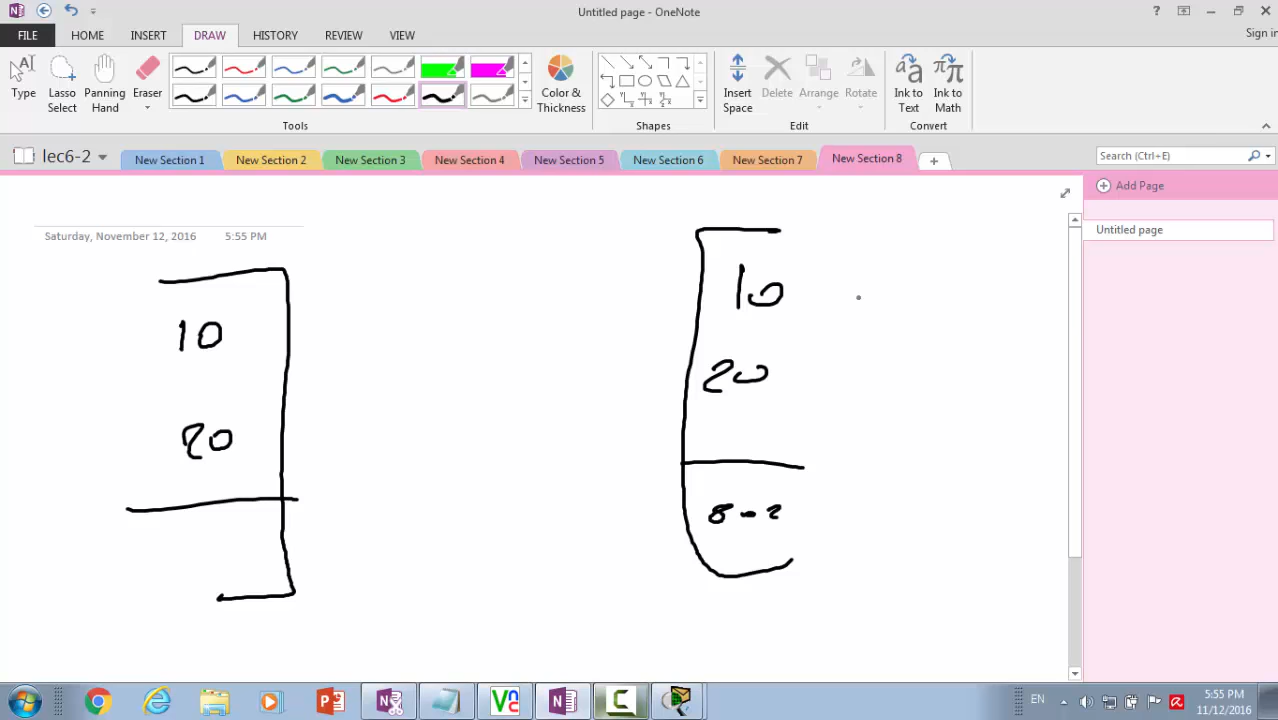 Untitled page - OneNote
?
Sign in
FILE HOME INSERT DRAW HISTORY REVIEW VIEW
Type
Lasso Select
Panning Hand
Eraser
Color & Thickness
Insert Space
Delete
Arrange
Rotate
Ink to Text
Ink to Math
Tools
Shapes
Edit
Convert
lec6-2
New Section 1
New Section 2
New Section 3
New Section 4
New Section 5
New Section 6
New Section 7
New Section 8
Search (Ctrl+E)
Add Page
Untitled page
Saturday, November 12, 2016 5:55 PM
10
20
10
20
8-2
EN
5:55 PM
11/12/2016